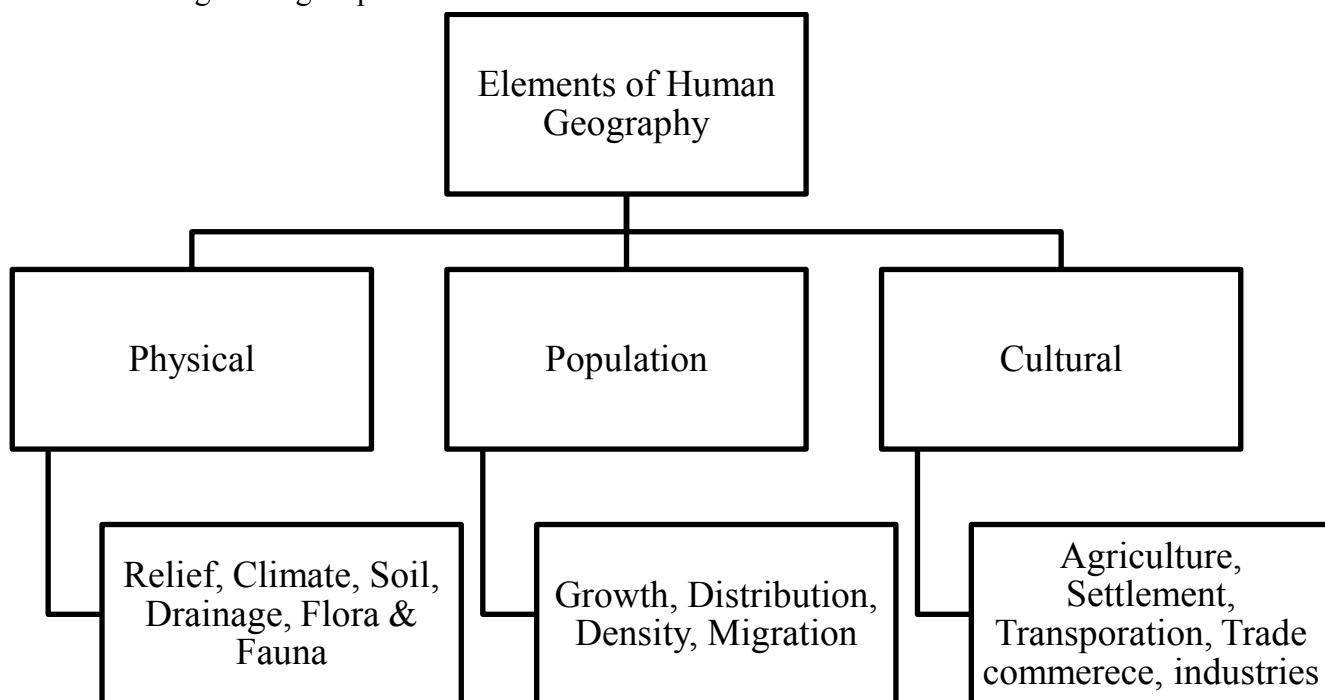 Elements of Human
Geography
Physical
Population
Cultural
Relief, Climate, Soil,
Drainage, Flora &
Fauna
Growth, Distribution,
Density, Migration
Agriculture,
Settlement,
Transporation, Trade
commerece, industries